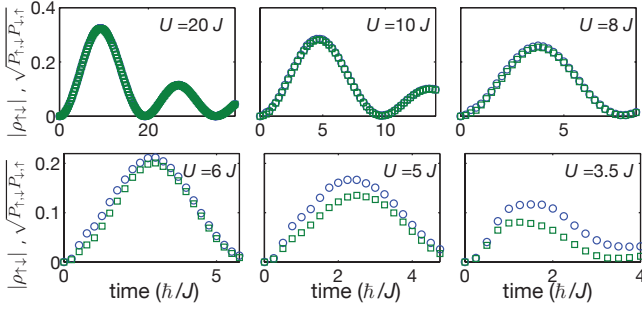 |ρ↑↓| , √P↑,↓P↓,↑
0.4
0.2
0
U =20 J
0 20
U =10 J
0 5 10
U =8 J
0 5
|ρ↑↓| , √P↑,↓P↓,↑
0.2
0.1
0
U =6 J
0 5
time (ħ/J)
U =5 J
0 2 4
time (ħ/J)
U =3.5 J
0 2 4
time (ħ/J)